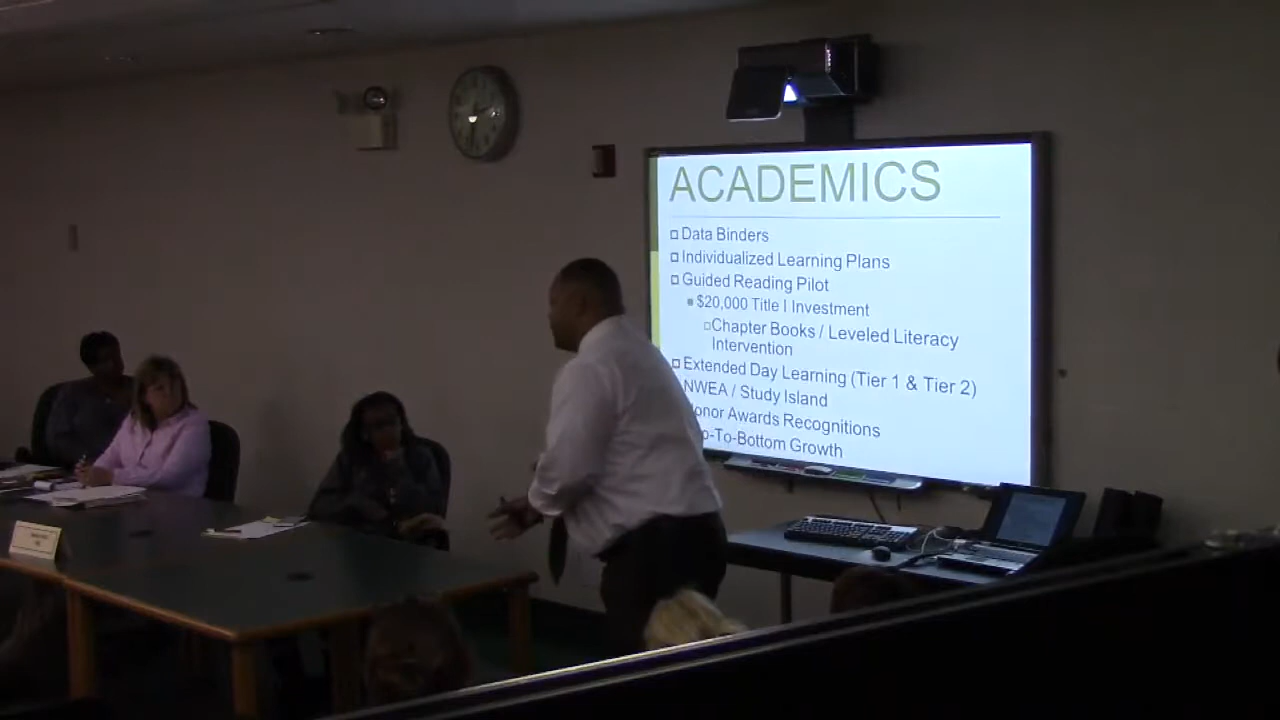 ACADEMICS
Data Binders
Individualized Learning Plans
Guided Reading Pilot
$20,000 Title I Investment
Chapter Books / Leveled Literacy
Intervention
Extended Day Learning (Tier 1 & Tier 2)
NWEA / Study Island
onor Awards Recognitions
p-To-Bottom Growth